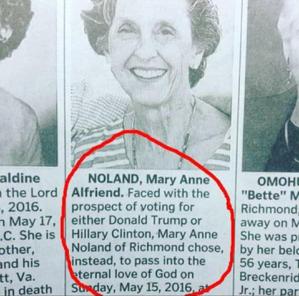 aldine
n the Lord
, 2016.
n May 17,
.C. She is
other,
and his
tt, Va.
in death
NOLAND, Mary Anne
Alfriend. Faced with the
prospect of voting for
either Donald Trump or
Hillary Clinton, Mary Anne
Noland of Richmond chose,
instead, to pass into the
eternal love of God on
Sunday, May 15, 2016, at
OMOHU
"Bette" M
Richmond,
away on M
She was p
by her belo
56 years, T
Breckenri
Jr.; her par